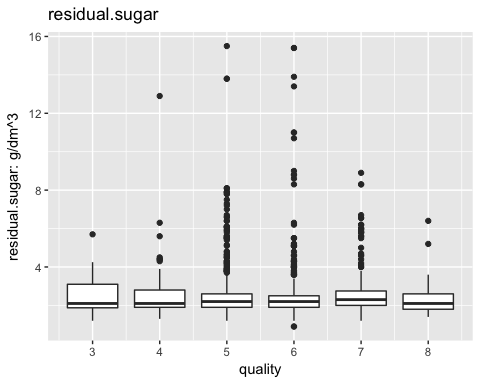 residual.sugar
residual.sugar: g/dm^3
16
12
8
4
3 4 5 6 7 8
quality